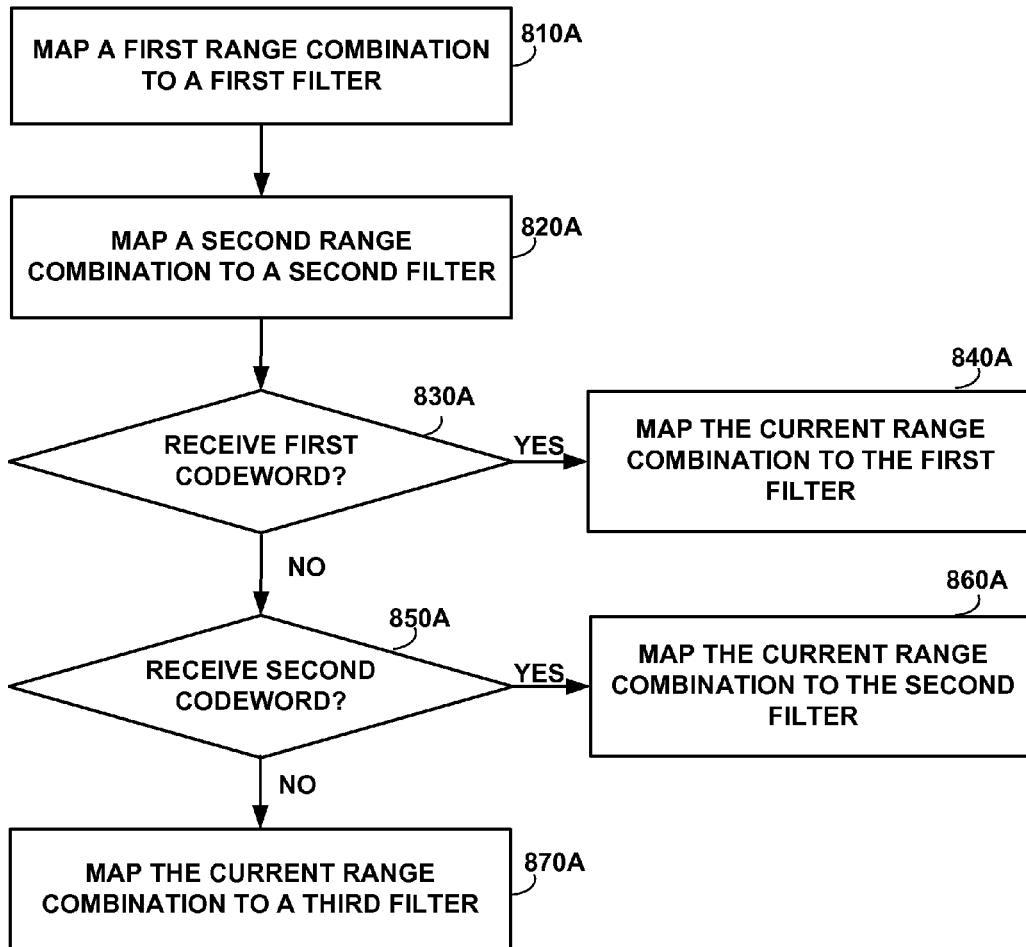 MAP A FIRST RANGE COMBINATION
TO A FIRST FILTER
810A
MAP A SECOND RANGE
COMBINATION TO A SECOND FILTER
820A
RECEIVE FIRST
CODEWORD?
830A
YES
MAP THE CURRENT RANGE
COMBINATION TO THE FIRST
FILTER
840A
NO
RECEIVE SECOND
CODEWORD?
850A
YES
MAP THE CURRENT RANGE
COMBINATION TO THE SECOND
FILTER
860A
NO
MAP THE CURRENT RANGE
COMBINATION TO A THIRD FILTER
870A